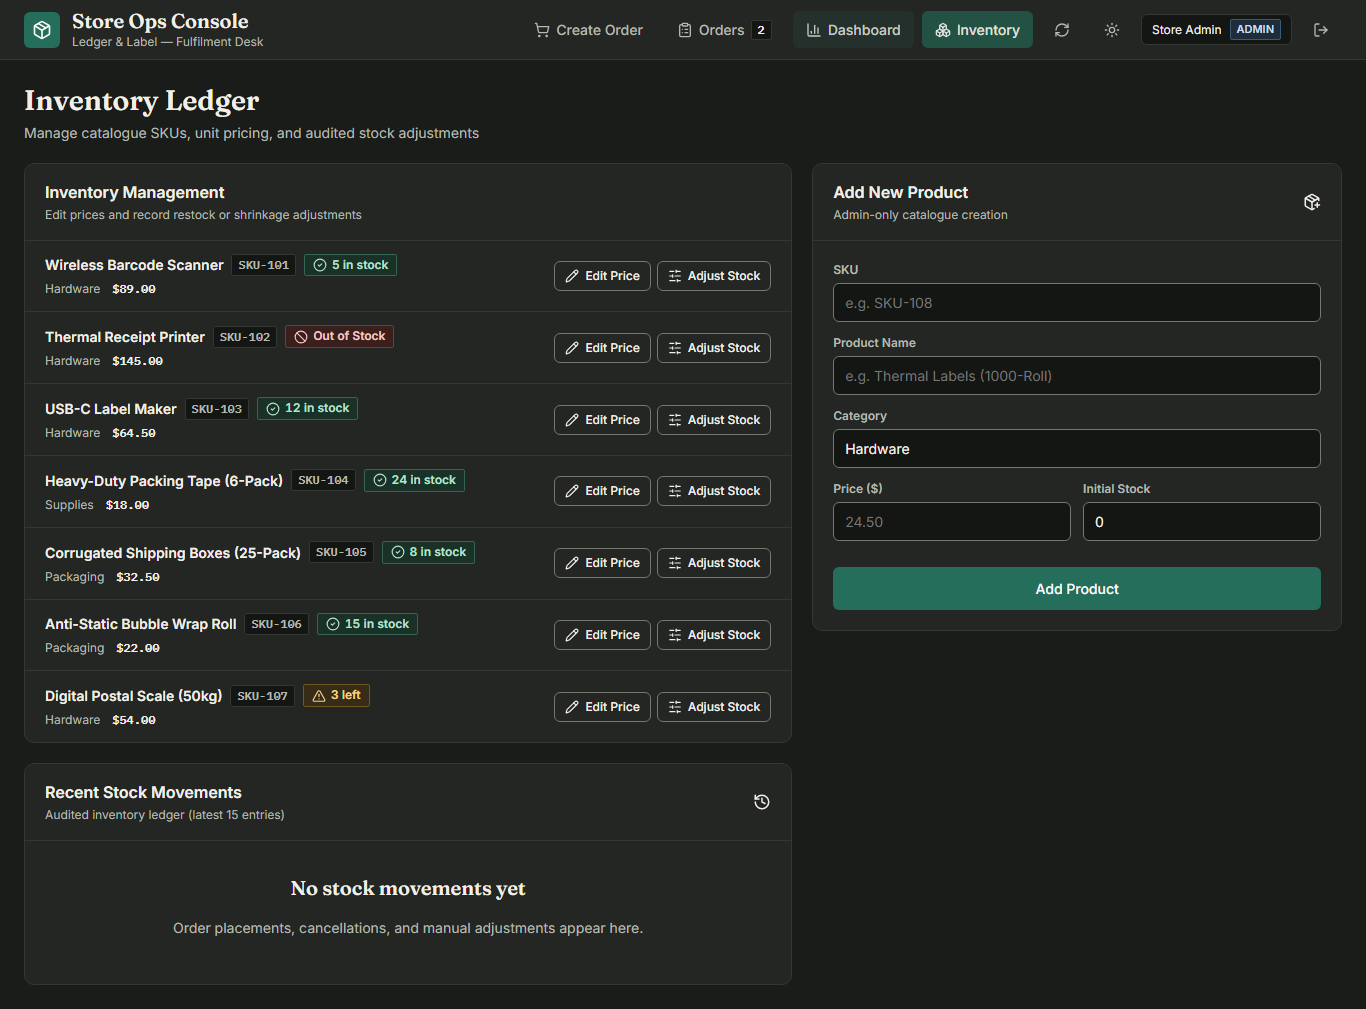 Store Ops Console
Ledger & Label — Fulfilment Desk
Create Order
Orders 2
Dashboard
Inventory
Store Admin ADMIN
Inventory Ledger
Manage catalogue SKUs, unit pricing, and audited stock adjustments
Inventory Management
Edit prices and record restock or shrinkage adjustments
Wireless Barcode Scanner SKU-101 5 in stock
Hardware $89.00
Edit Price Adjust Stock
Thermal Receipt Printer SKU-102 Out of Stock
Hardware $145.00
Edit Price Adjust Stock
USB-C Label Maker SKU-103 12 in stock
Hardware $64.50
Edit Price Adjust Stock
Heavy-Duty Packing Tape (6-Pack) SKU-104 24 in stock
Supplies $18.00
Edit Price Adjust Stock
Corrugated Shipping Boxes (25-Pack) SKU-105 8 in stock
Packaging $32.50
Edit Price Adjust Stock
Anti-Static Bubble Wrap Roll SKU-106 15 in stock
Packaging $22.00
Edit Price Adjust Stock
Digital Postal Scale (50kg) SKU-107 3 left
Hardware $54.00
Edit Price Adjust Stock
Recent Stock Movements
Audited inventory ledger (latest 15 entries)
No stock movements yet
Order placements, cancellations, and manual adjustments appear here.
Add New Product
Admin-only catalogue creation
SKU
e.g. SKU-108
Product Name
e.g. Thermal Labels (1000-Roll)
Category
Hardware
Price ($) Initial Stock
24.50 0
Add Product